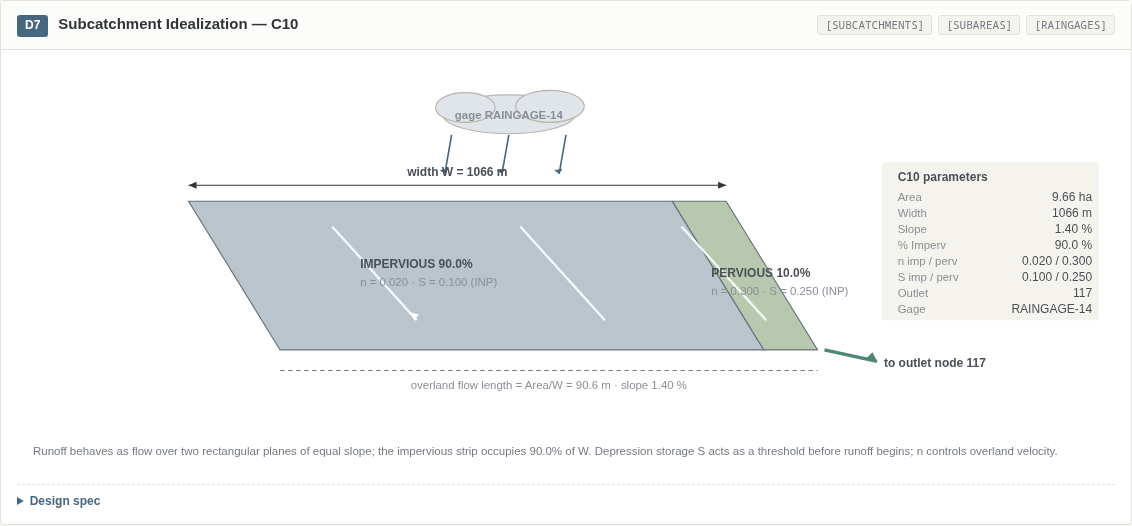 D7 Subcatchment Idealization — C10 [SUBCATCHMENTS] [SUBAREAS] [RAINGAGES]
gage RAINGAGE-14
width W = 1066 m
IMPERVIOUS 90.0%
n = 0.020 · S = 0.100 (INP)
PERVIOUS 10.0%
n = 0.300 · S = 0.250 (INP)
C10 parameters
Area 9.66 ha
Width 1066 m
Slope 1.40 %
% Imperv 90.0 %
n imp / perv 0.020 / 0.300
S imp / perv 0.100 / 0.250
Outlet 117
Gage RAINGAGE-14
to outlet node 117
overland flow length = Area/W = 90.6 m · slope 1.40 %
Runoff behaves as flow over two rectangular planes of equal slope; the impervious strip occupies 90.0% of W. Depression storage S acts as a threshold before runoff begins; n controls overland velocity.
Design spec